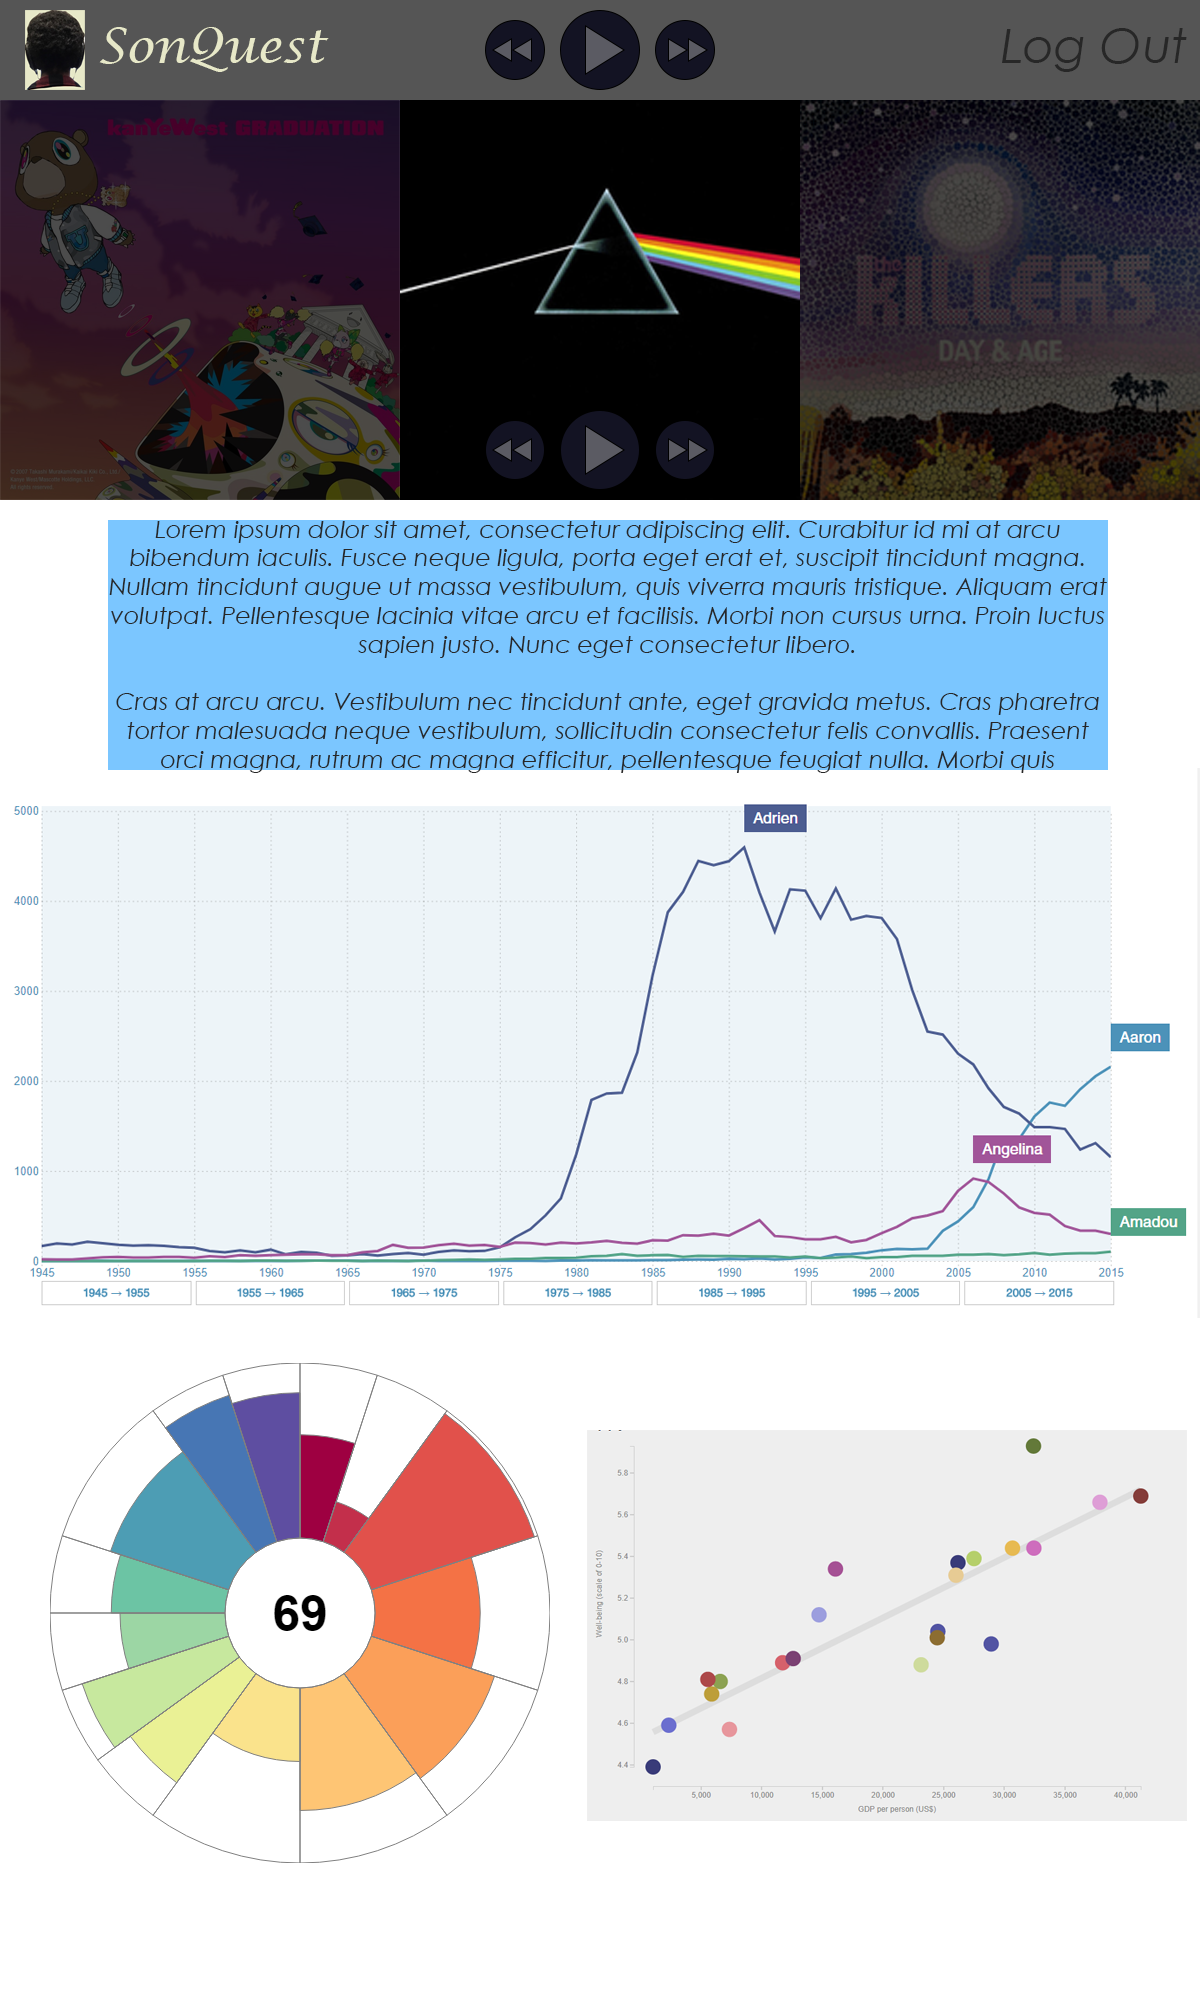 SonQuest
Log Out
kanYeWest GRADUATION
KILLERS
DAY & AGE
Lorem ipsum dolor sit amet, consectetur adipiscing elit. Curabitur id mi at arcu
bibendum iaculis. Fusce neque ligula, porta eget erat et, suscipit tincidunt magna.
Nullam tincidunt augue ut massa vestibulum, quis viverra mauris tristique. Aliquam erat
volutpat. Pellentesque lacinia vitae arcu et facilisis. Morbi non cursus urna. Proin luctus
sapien justo. Nunc eget consectetur libero.
Cras at arcu arcu. Vestibulum nec tincidunt ante, eget gravida metus. Cras pharetra
tortor malesuada neque vestibulum, sollicitudin consectetur felis convallis. Praesent
orci magna, rutrum ac magna efficitur, pellentesque feugiat nulla. Morbi quis
5000
Adrien
4000
3000
Aaron
2000
Angelina
1000
Amadou
0
1945 1950 1955 1960 1965 1970 1975 1980 1985 1990 1995 2000 2005 2010 2015
1945 → 1955 1955 → 1965 1965 → 1975 1975 → 1985 1985 → 1995 1995 → 2005 2005 → 2015
69
5.8
5.6
5.4
5.2
5.0
4.8
4.6
4.4
Well-being (scale of 0-10)
5,000 10,000 15,000 20,000 25,000 30,000 35,000 40,000
GDP per person (US$)